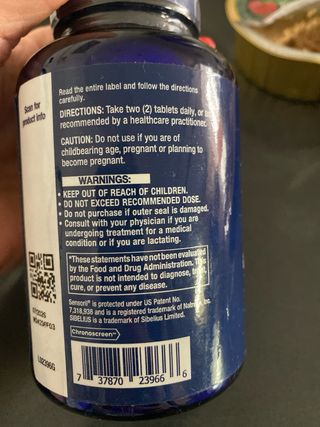 Scan for
product info
Read the entire label and follow the directions
carefully.
DIRECTIONS: Take two (2) tablets daily, or
recommended by a healthcare practitioner.
CAUTION: Do not use if you are of
childbearing age, pregnant or planning to
become pregnant.
WARNINGS:
• KEEP OUT OF REACH OF CHILDREN.
• DO NOT EXCEED RECOMMENDED DOSE.
• Do not purchase if outer seal is damaged.
• Consult with your physician if you are
undergoing treatment for a medical
condition or if you are lactating.
*These statements have not been evaluated
by the Food and Drug Administration. This
product is not intended to diagnose, treat,
cure, or prevent any disease.
Sensoril® is protected under US Patent No.
7,318,938 and is a registered trademark of
SIBELIUS is a trademark of Sibelius Limited.
Chronoscreen™
7 37870 23966 6